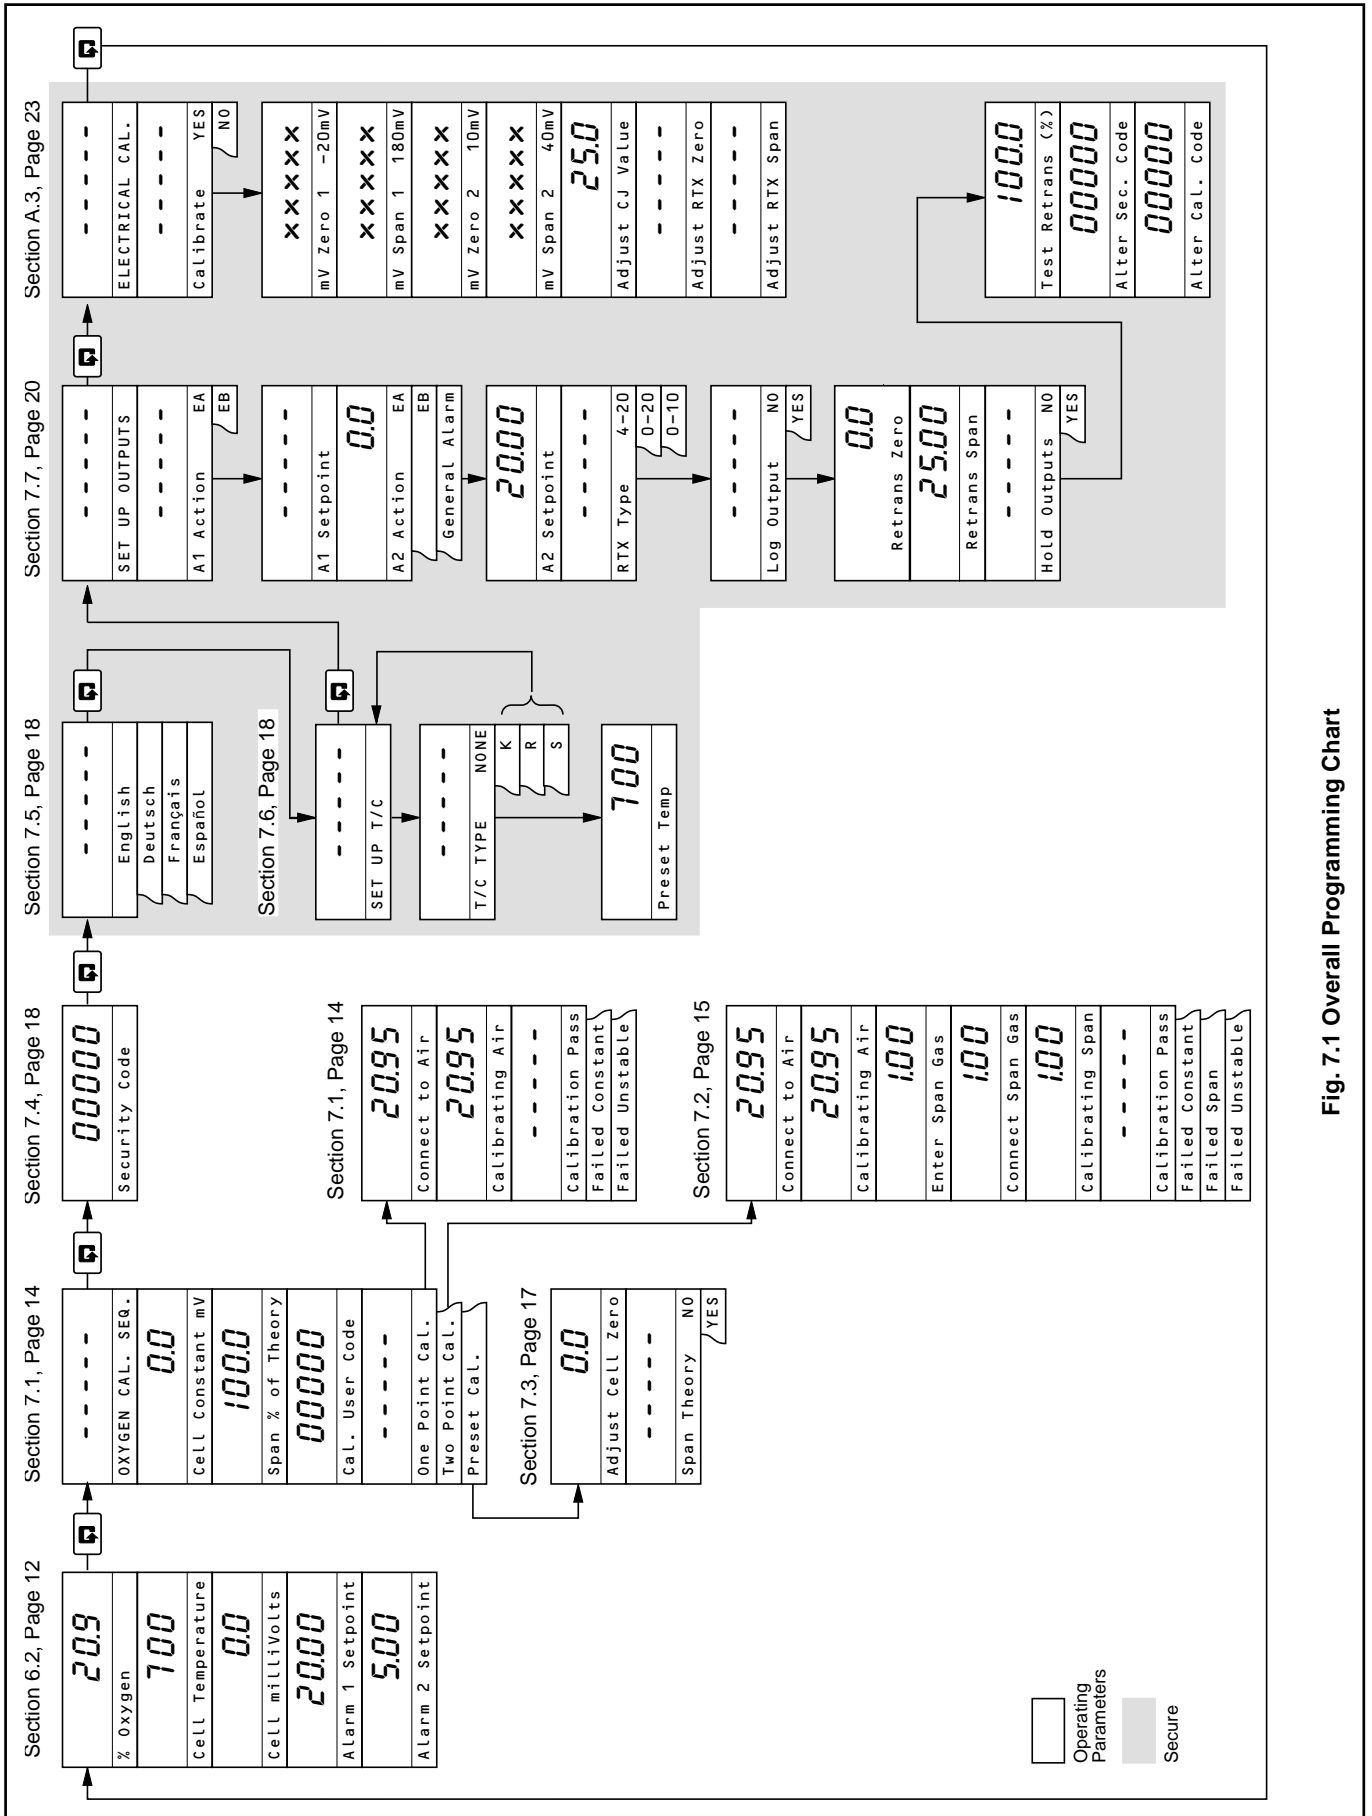 Section 6.2, Page 12
20.9
% Oxygen
700
Cell Temperature
0.0
Cell milliVolts
20.00
Alarm 1 Setpoint
5.00
Alarm 2 Setpoint
Section 7.1, Page 14
-----
OXYGEN CAL. SEQ.
0.0
Cell Constant mV
100.0
Span % of Theory
00000
Cal. User Code
-----
One Point Cal.
Two Point Cal.
Preset Cal.
Section 7.3, Page 17
0.0
Adjust Cell Zero
-----
Span Theory NO
YES
Section 7.4, Page 18
00000
Security Code
Section 7.1, Page 14
20.95
Connect to Air
20.95
Calibrating Air
-----
Calibration Pass
Failed Constant
Failed Unstable
Section 7.2, Page 15
20.95
Connect to Air
20.95
Calibrating Air
1.00
Enter Span Gas
1.00
Connect Span Gas
1.00
Calibrating Span
-----
Calibration Pass
Failed Constant
Failed Span
Failed Unstable
Section 7.5, Page 18
-----
English
Deutsch
Français
Español
Section 7.6, Page 18
-----
SET UP T/C
-----
T/C TYPE NONE
K
R
S
700
Preset Temp
Section 7.7, Page 20
-----
SET UP OUTPUTS
-----
A1 Action EA
EB
-----
A1 Setpoint
0.0
A2 Action EA
EB
General Alarm
20.00
A2 Setpoint
-----
RTX Type 4-20
0-20
0-10
-----
Log Output NO
YES
0.0
Retrans Zero
25.00
Retrans Span
-----
Hold Outputs NO
YES
Section A.3, Page 23
-----
ELECTRICAL CAL.
-----
Calibrate YES
NO
xxxxx
mV Zero 1 -20mV
xxxxx
mV Span 1 180mV
xxxxx
mV Zero 2 10mV
xxxxx
mV Span 2 40mV
25.0
Adjust CJ Value
-----
Adjust RTX Zero
-----
Adjust RTX Span
100.0
Test Retrans (%)
00000
Alter Sec. Code
00000
Alter Cal. Code
Operating
Parameters
Secure
Fig. 7.1 Overall Programming Chart